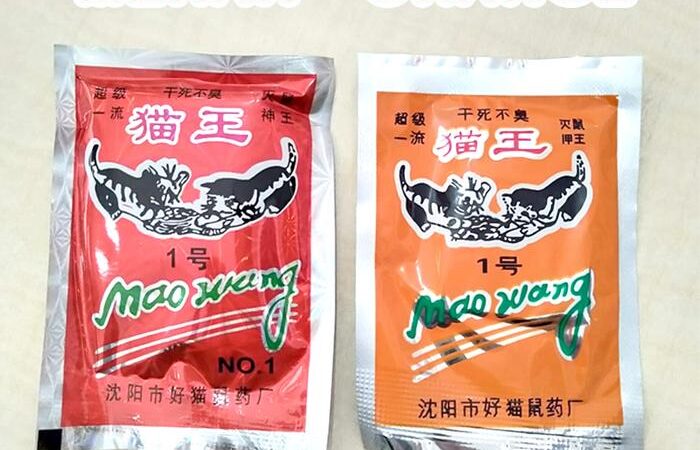 超级 干死不臭 灭鼠
一流 猫王 神王
1号
mao wang
NO.1
沈阳市好猫鼠药厂
超级 干死不臭 灭鼠
一流 猫王 押王
1号
mao wang
沈阳市好猫鼠药厂